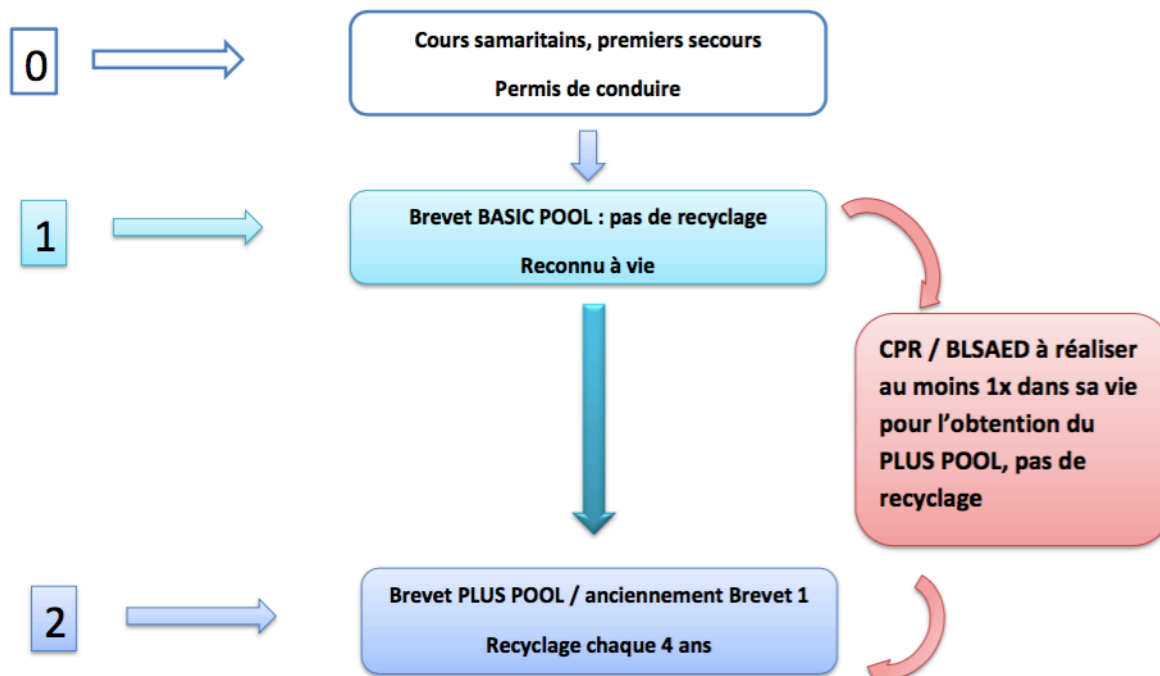 0
Cours samaritains, premiers secours
Permis de conduire
1
Brevet BASIC POOL : pas de recyclage
Reconnu à vie
CPR / BLSAED à réaliser
au moins 1x dans sa vie
pour l'obtention du
PLUS POOL, pas de
recyclage
2
Brevet PLUS POOL / anciennement Brevet 1
Recyclage chaque 4 ans